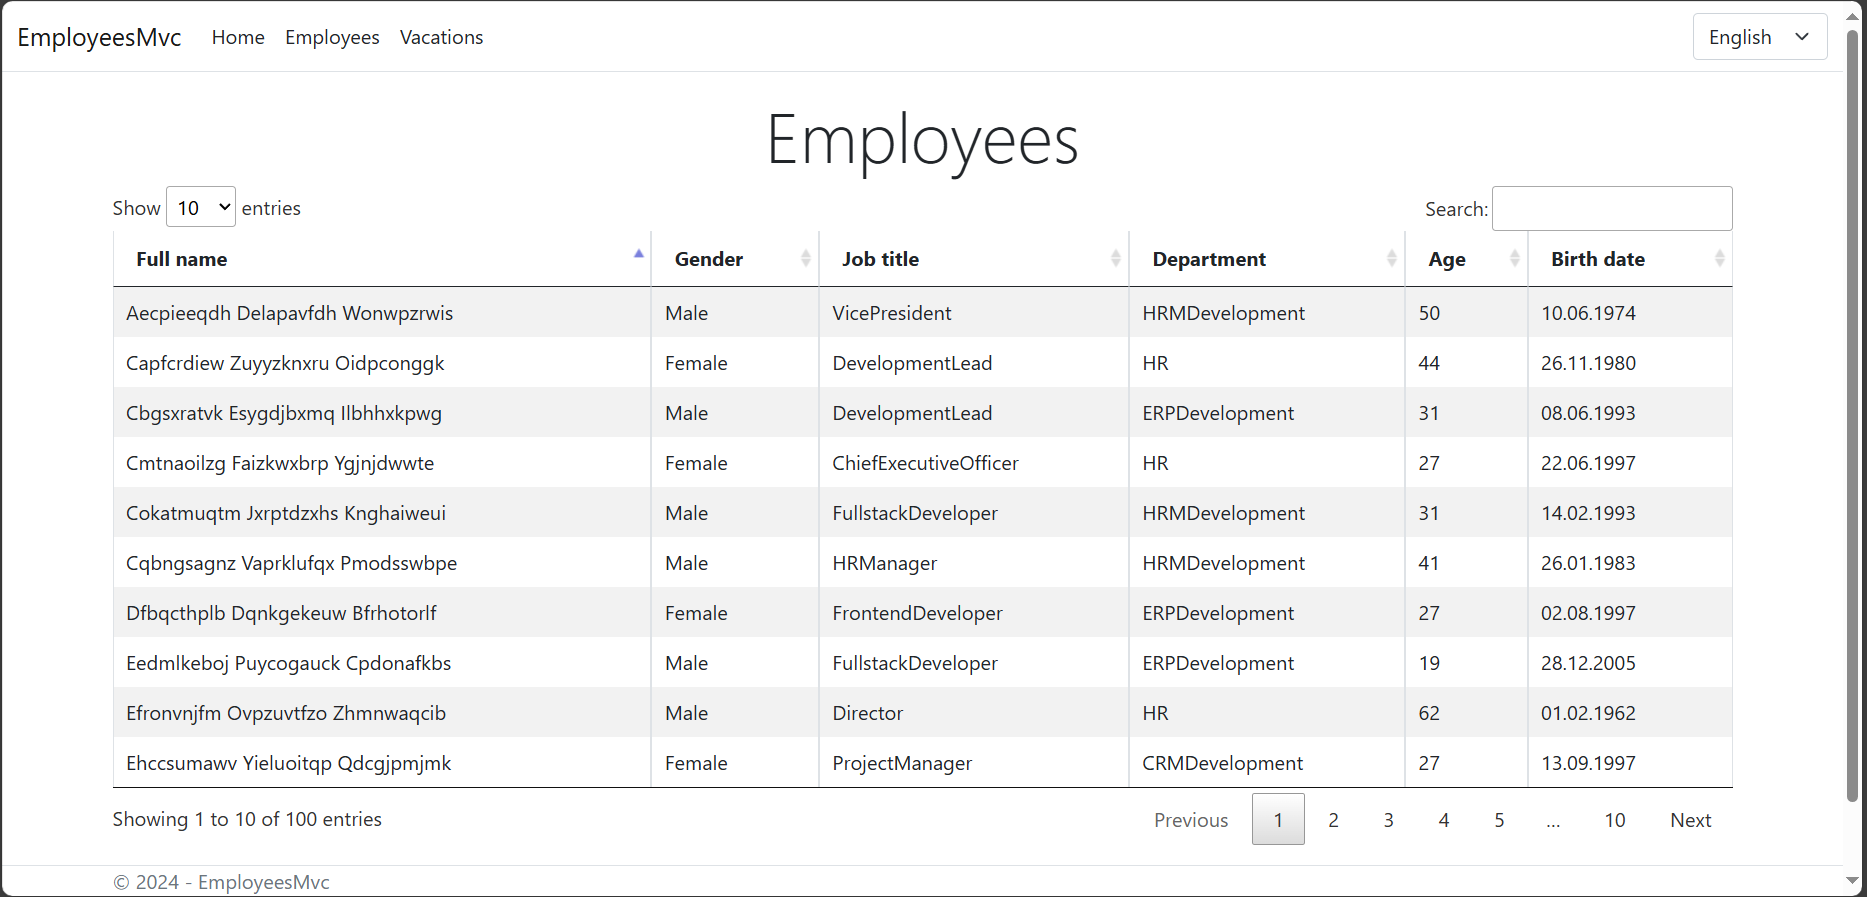 EmployeesMvc Home Employees Vacations English
Employees
Show 10 entries Search:
Full name Gender Job title Department Age Birth date
Aecpieeqdh Delapavfdh Wonwpzrwis Male VicePresident HRMDevelopment 50 10.06.1974
Capfcrdiew Zuyyzknxru Oidpconggk Female DevelopmentLead HR 44 26.11.1980
Cbgsxratvk Esygdjbxmq Ilbhhxkpwg Male DevelopmentLead ERPDevelopment 31 08.06.1993
Cmtnaoilzg Faizkwxbrp Ygjnjdwwte Female ChiefExecutiveOfficer HR 27 22.06.1997
Cokatmuqtm Jxrptdzxhs Knghaiweui Male FullstackDeveloper HRMDevelopment 31 14.02.1993
Cqbngsagnz Vaprklufqx Pmodsswbpe Male HRManager HRMDevelopment 41 26.01.1983
Dfbqcthplb Dqnkgekeuw Bfrhotorlf Female FrontendDeveloper ERPDevelopment 27 02.08.1997
Eedmlkeboj Puycogauck Cpdonafkbs Male FullstackDeveloper ERPDevelopment 19 28.12.2005
Efronvnjfm Ovpzuvtfzo Zhmnwaqcib Male Director HR 62 01.02.1962
Ehccsumawv Yieluoitqp Qdcgjpmjmk Female ProjectManager CRMDevelopment 27 13.09.1997
Showing 1 to 10 of 100 entries Previous 1 2 3 4 5 … 10 Next
© 2024 - EmployeesMvc